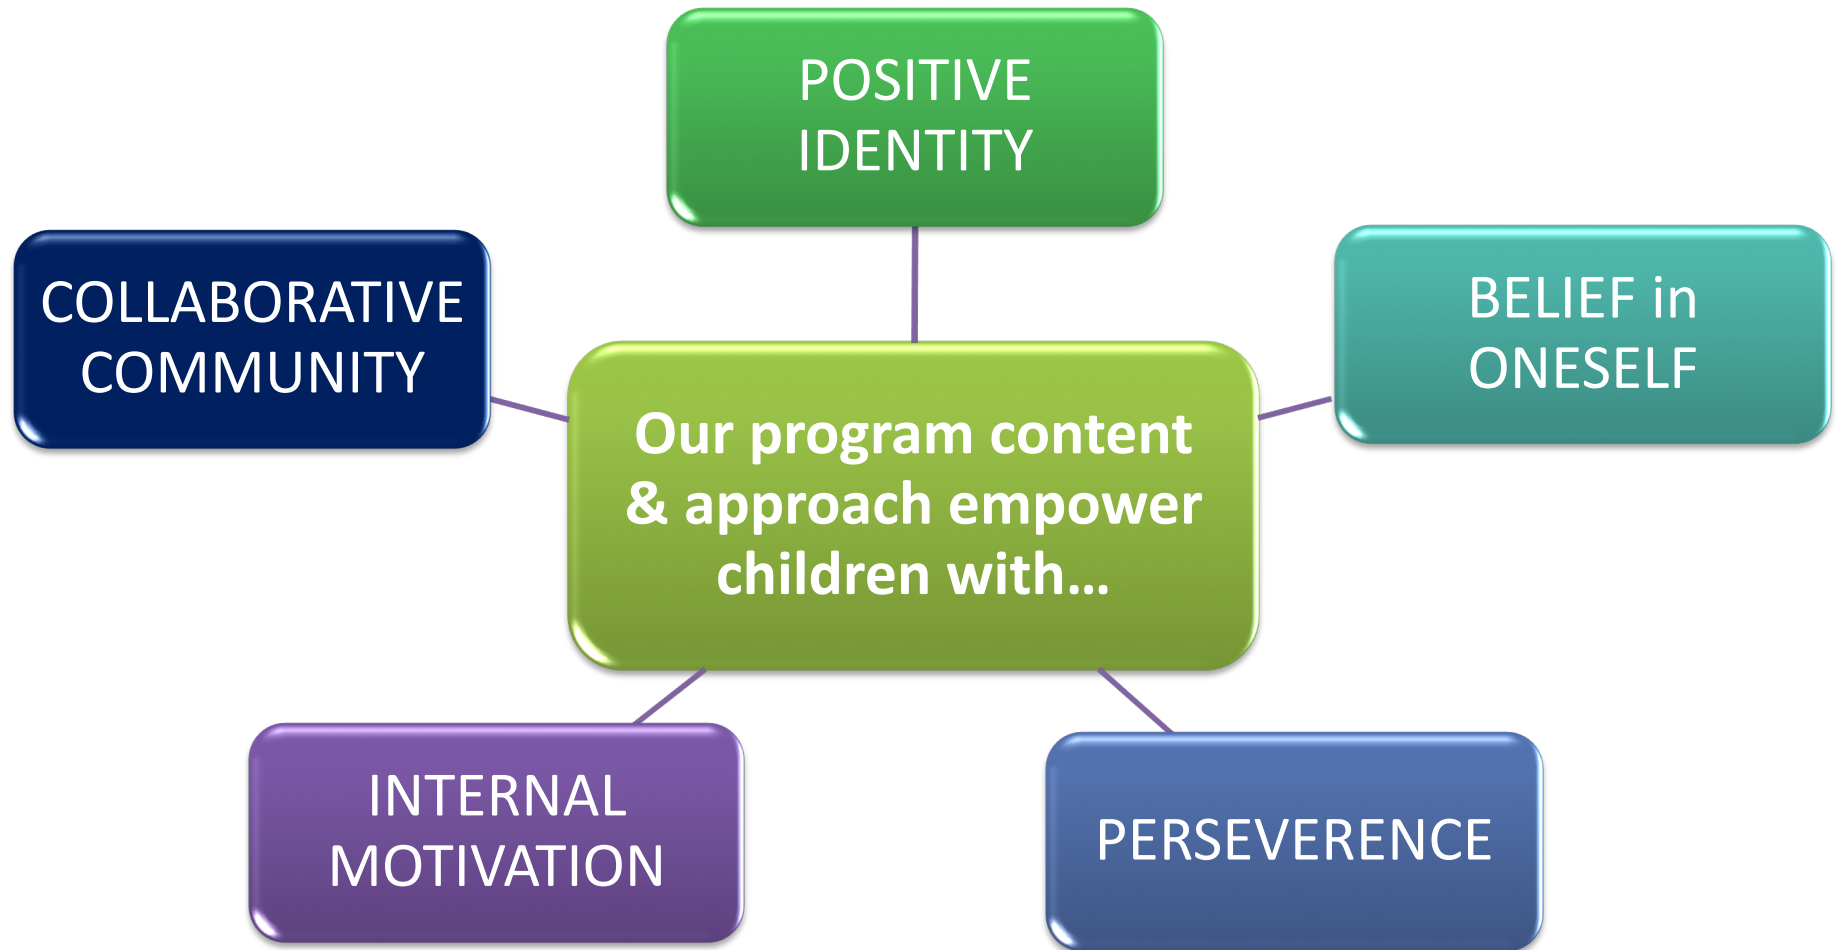 POSITIVE
IDENTITY
COLLABORATIVE
COMMUNITY
BELIEF in
ONESELF
Our program content
& approach empower
children with...
INTERNAL
MOTIVATION
PERSEVERENCE